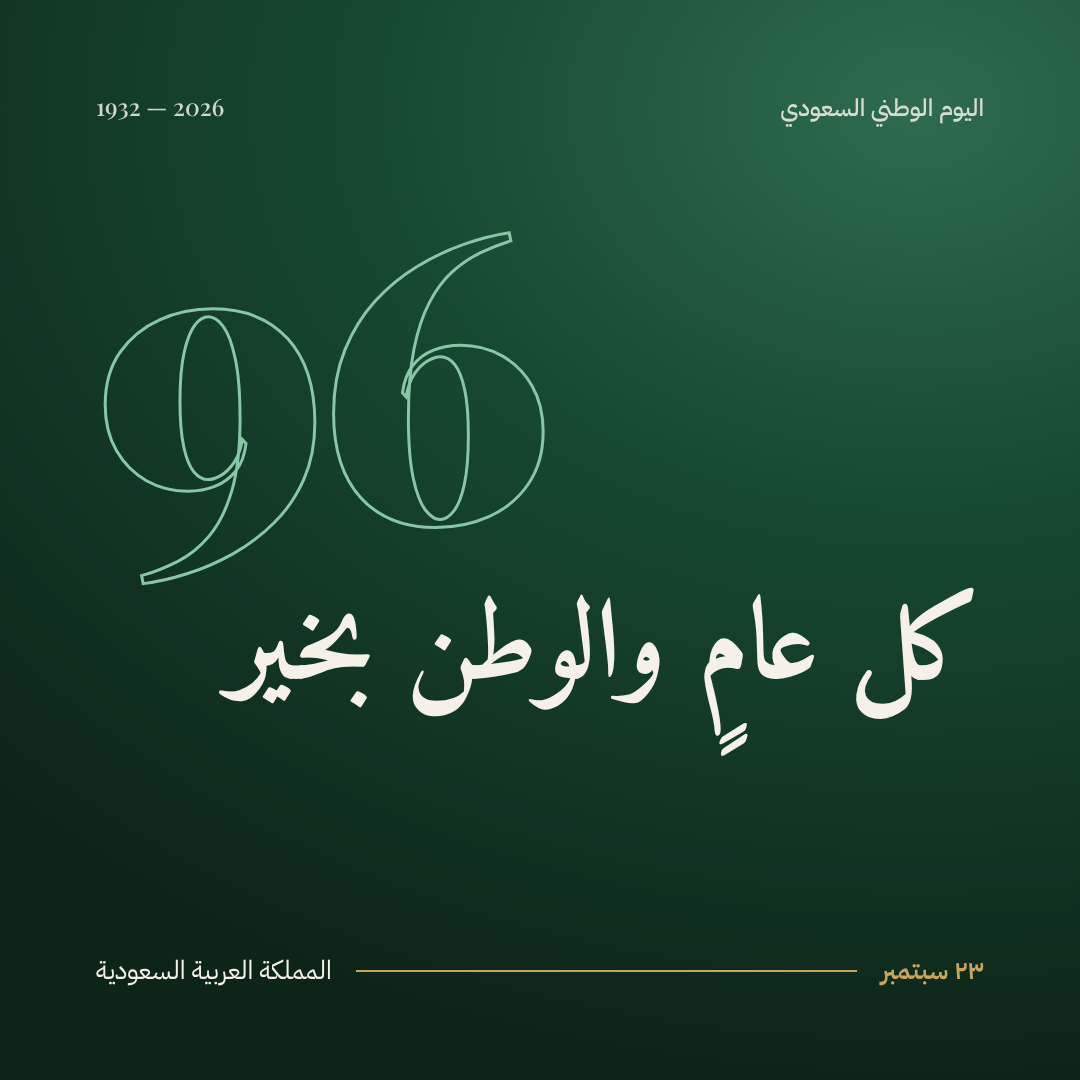 اليوم الوطني السعودي
1932 — 2026
96
كل عامٍ والوطن بخير
٢٣ سبتمبر
المملكة العربية السعودية